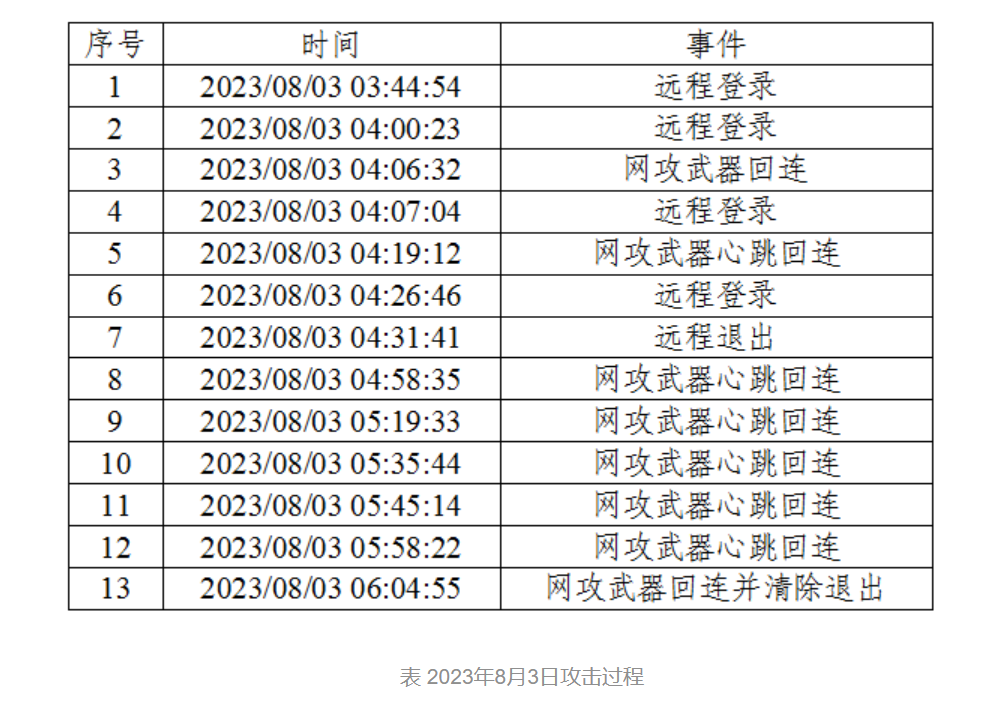 序号 时间 事件
1 2023/08/03 03:44:54 远程登录
2 2023/08/03 04:00:23 远程登录
3 2023/08/03 04:06:32 网攻武器回连
4 2023/08/03 04:07:04 远程登录
5 2023/08/03 04:19:12 网攻武器心跳回连
6 2023/08/03 04:26:46 远程登录
7 2023/08/03 04:31:41 远程退出
8 2023/08/03 04:58:35 网攻武器心跳回连
9 2023/08/03 05:19:33 网攻武器心跳回连
10 2023/08/03 05:35:44 网攻武器心跳回连
11 2023/08/03 05:45:14 网攻武器心跳回连
12 2023/08/03 05:58:22 网攻武器心跳回连
13 2023/08/03 06:04:55 网攻武器回连并清除退出
表 2023年8月3日攻击过程